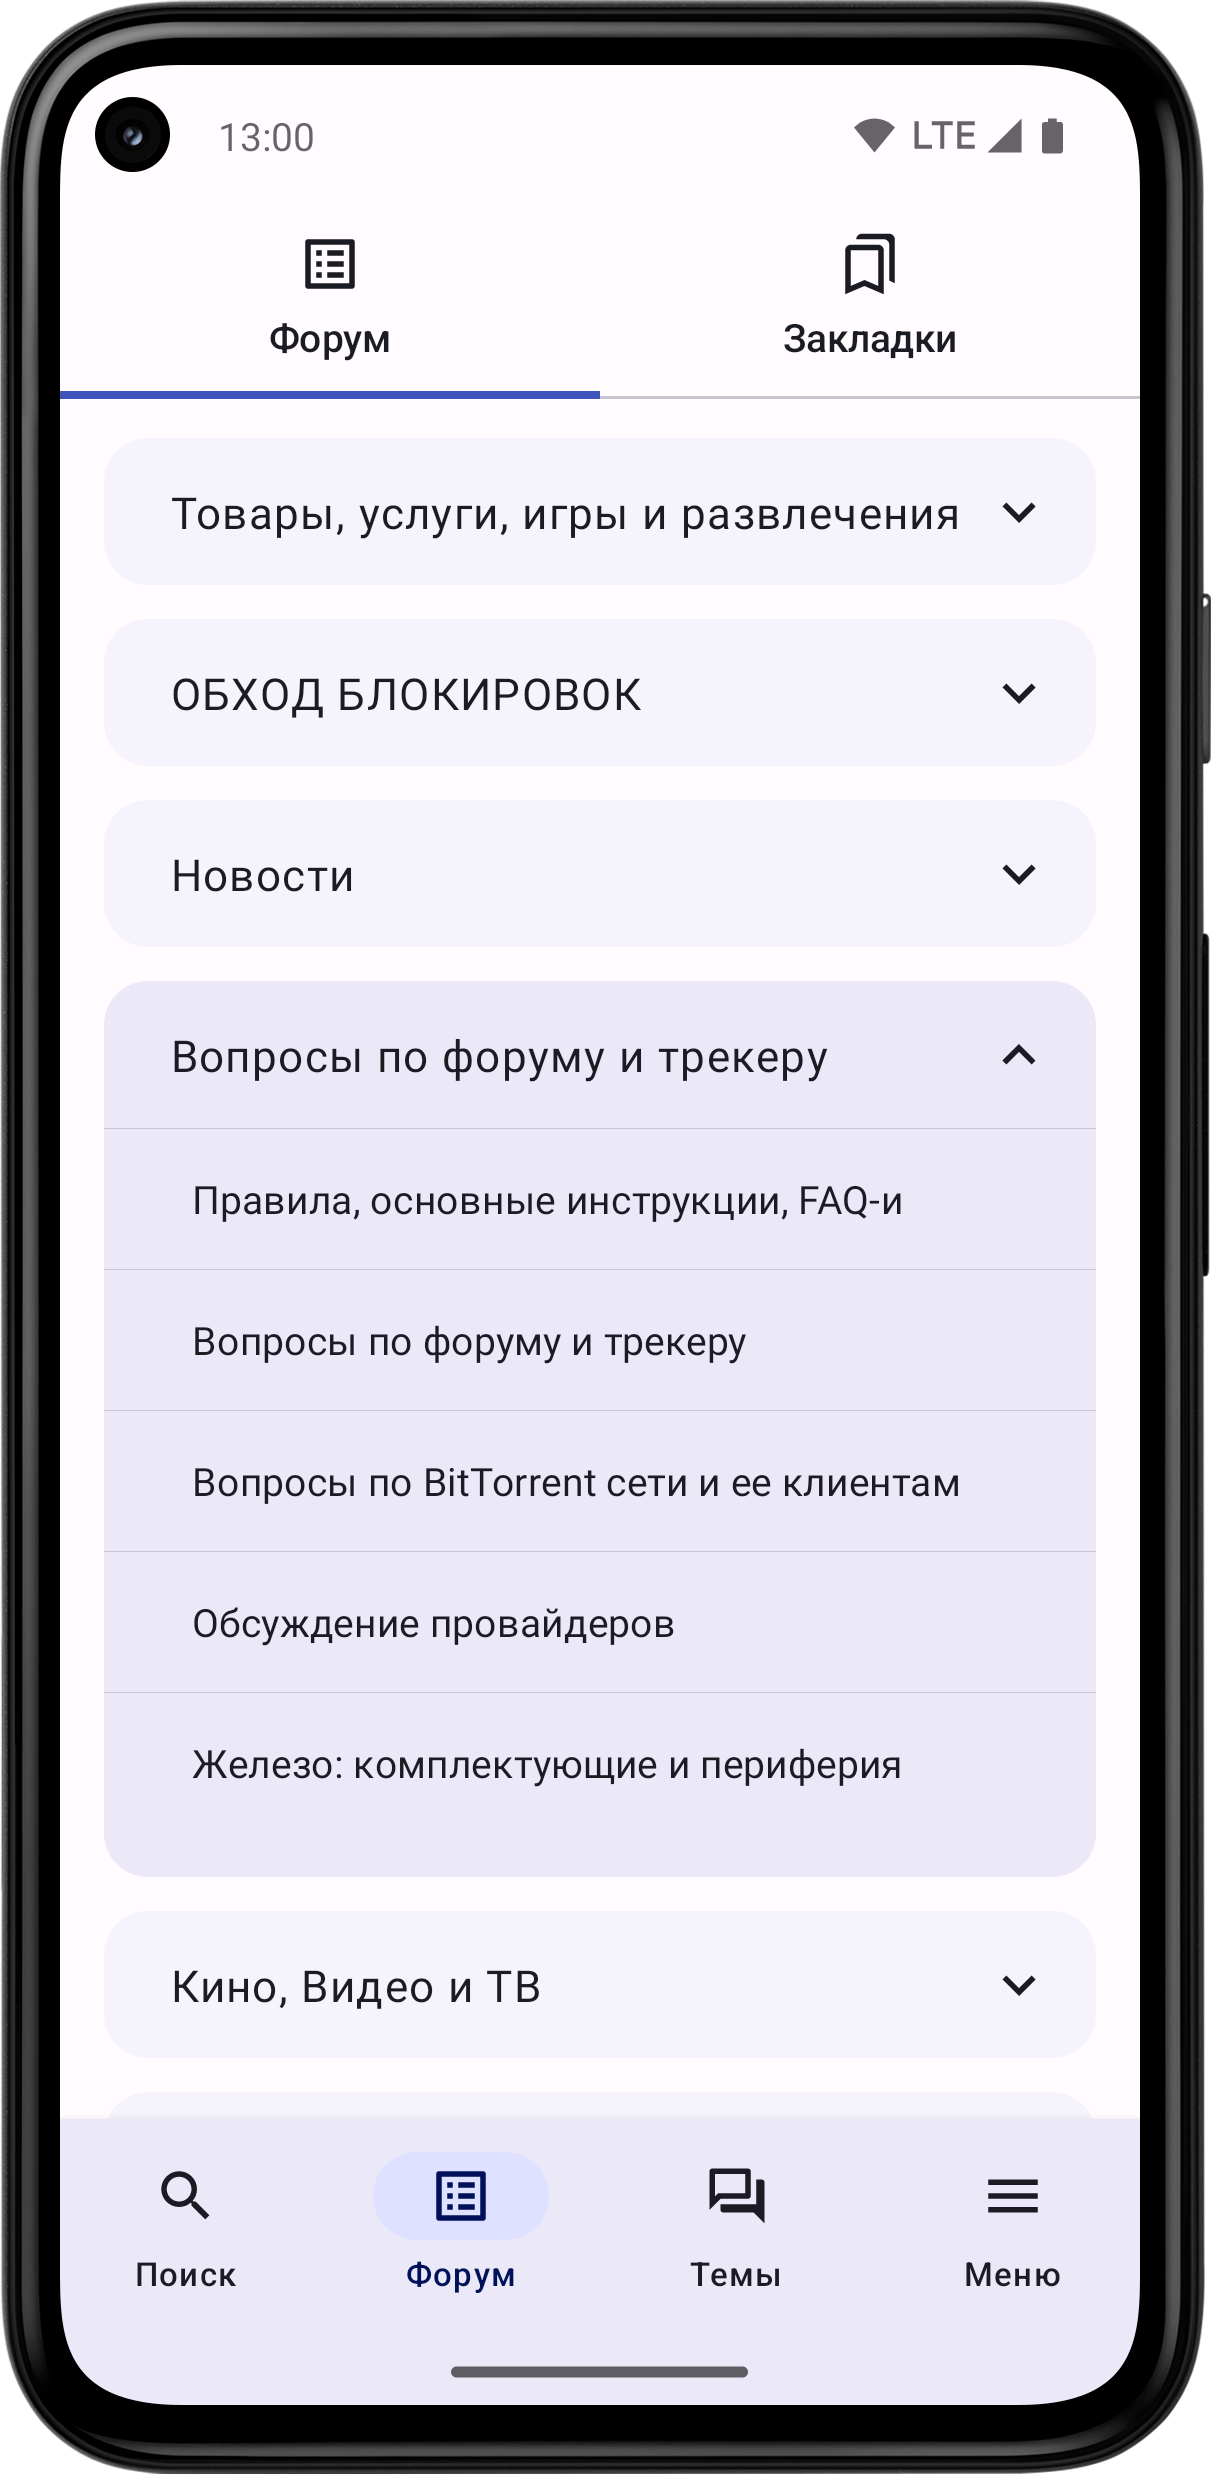 13:00
LTE
Форум
Закладки
Товары, услуги, игры и развлечения
ОБХОД БЛОКИРОВОК
Новости
Вопросы по форуму и трекеру
Правила, основные инструкции, FAQ-и
Вопросы по форуму и трекеру
Вопросы по BitTorrent сети и ее клиентам
Обсуждение провайдеров
Железо: комплектующие и периферия
Кино, Видео и ТВ
Поиск
Форум
Темы
Меню